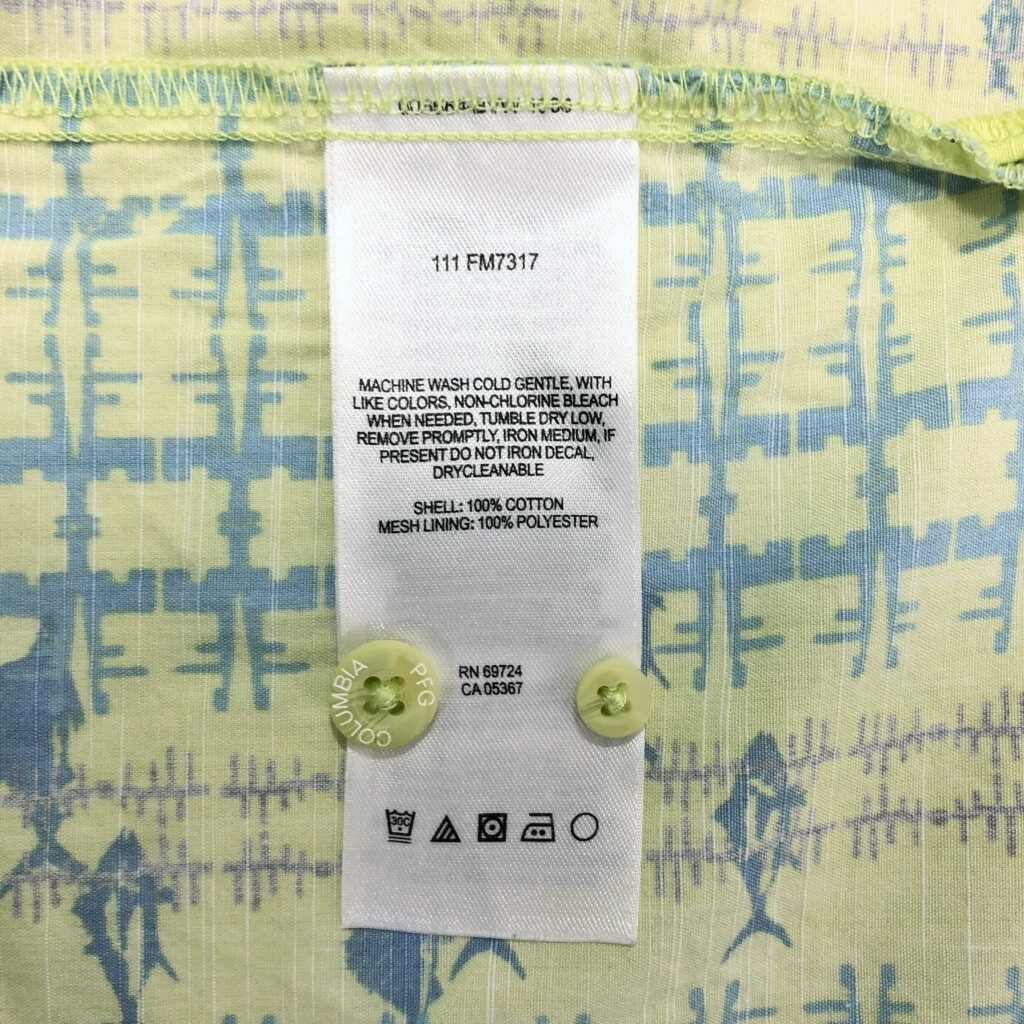 111 FM7317
MACHINE WASH COLD GENTLE, WITH
LIKE COLORS, NON-CHLORINE BLEACH
WHEN NEEDED, TUMBLE DRY LOW,
REMOVE PROMPTLY, IRON MEDIUM, IF
PRESENT DO NOT IRON DECAL,
DRYCLEANABLE
SHELL: 100% COTTON
MESH LINING: 100% POLYESTER
COLUMBIA PFG
RN 69724
CA 05367
30C